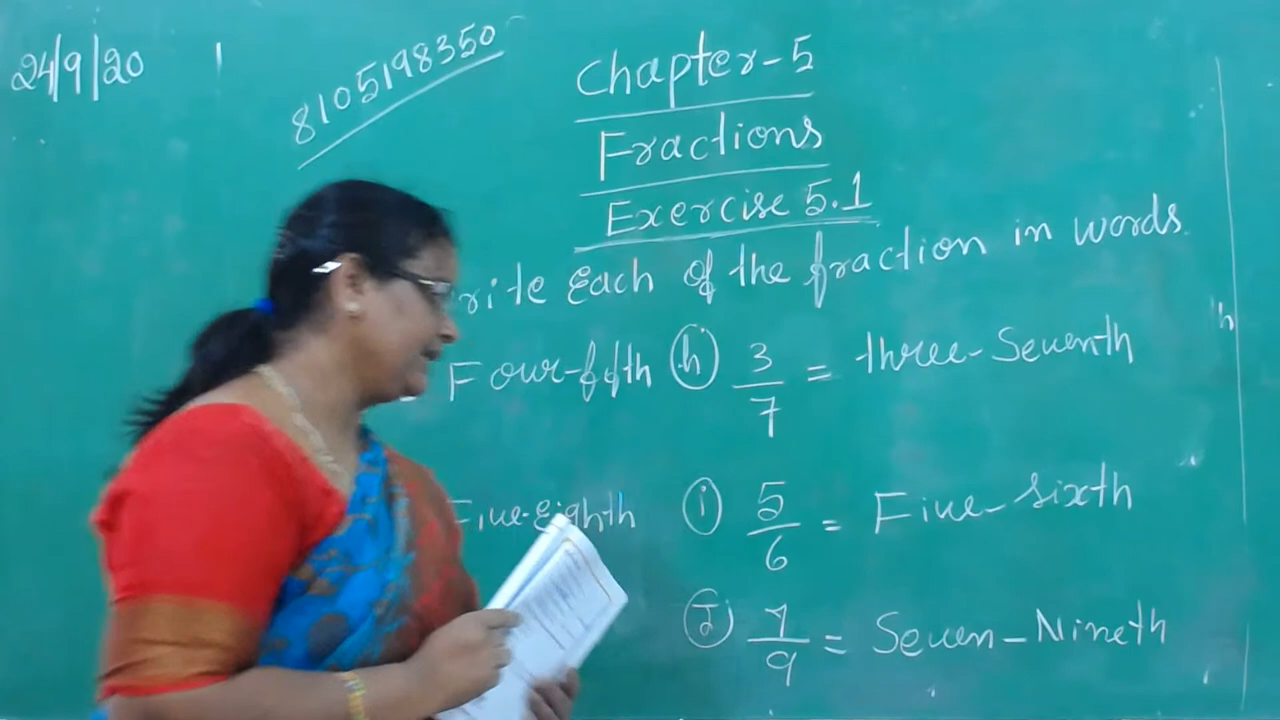 24/9/20
8105198350
Chapter-5
Fractions
Exercise 5.1
rite Each of the fraction in words.
Four-fifth (h) 3/7 = three-Seventh
Five-Eighth (i) 5/6 = Five-sixth
(J) 7/9 = Seven-Nineth